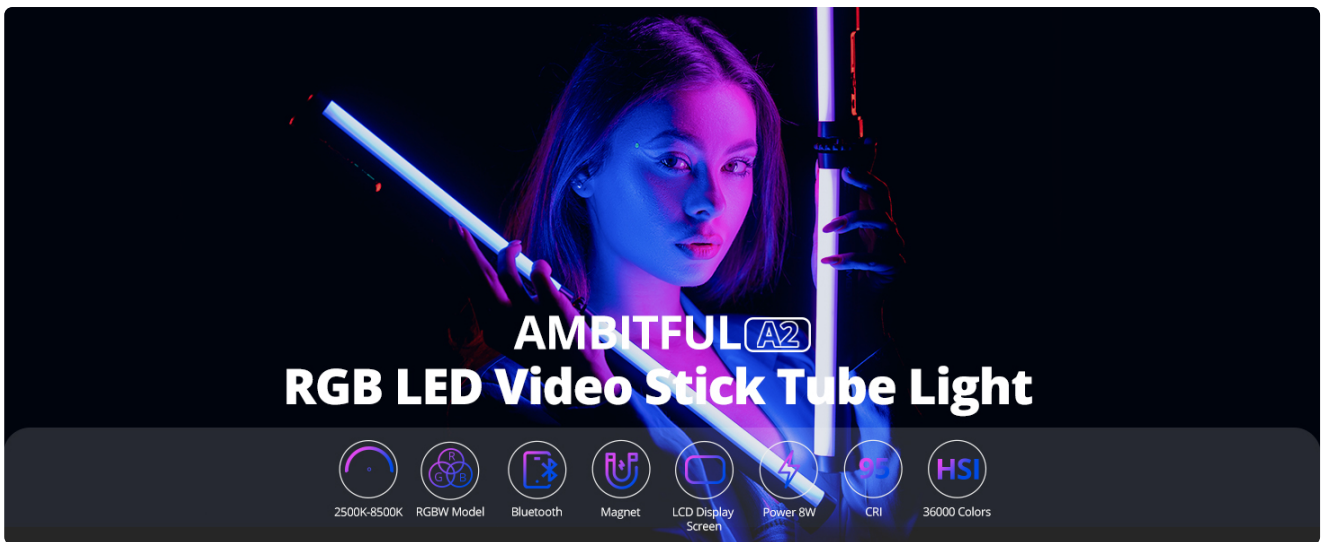 AMBITFUL A2
RGB LED Video Stick Tube Light
R
G B
95
HSI
2500K-8500K RGBW Model Bluetooth Magnet LCD Display Power 8W CRI 36000 Colors
Screen